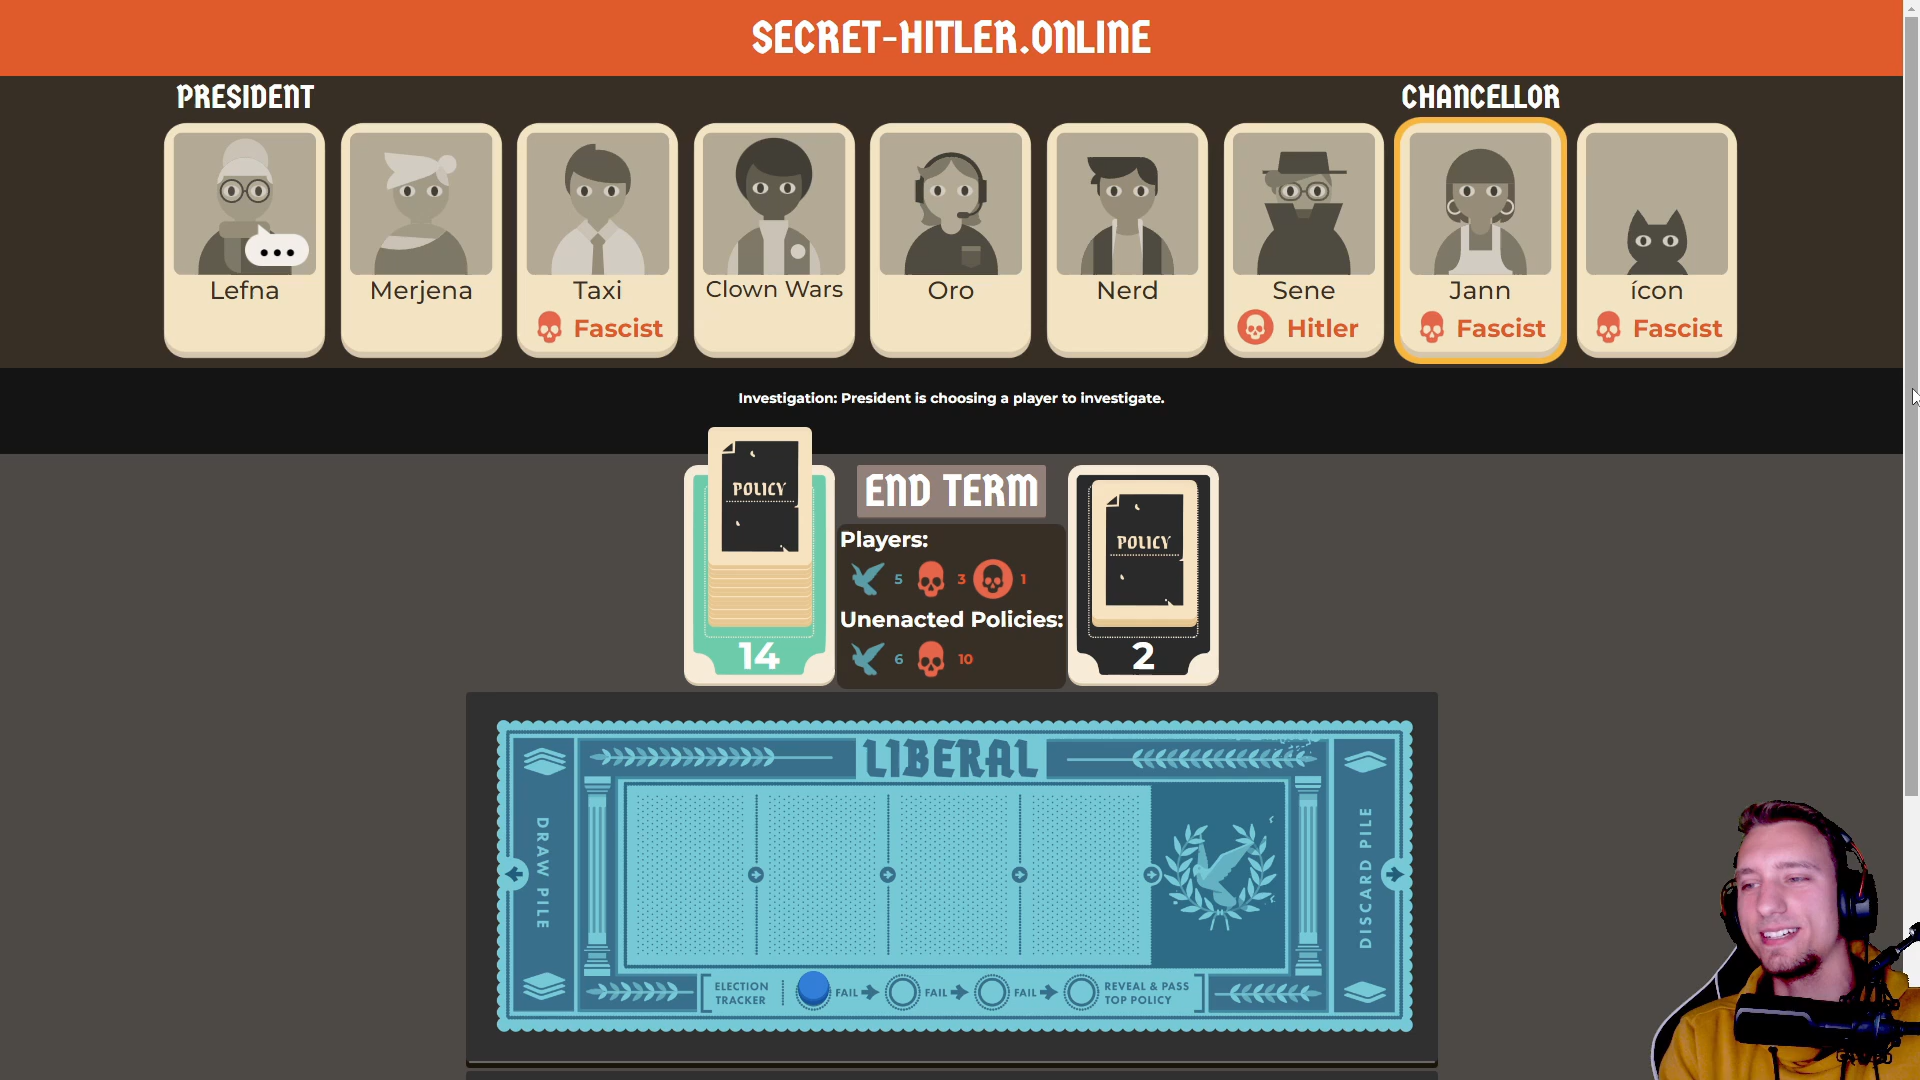 SECRET-HITLER.ONLINE
PRESIDENT
CHANCELLOR
Lefna
Merjena
Taxi
Clown Wars
Oro
Nerd
Sene
Jann
ícon
Fascist
Hitler
Fascist
Fascist
Investigation: President is choosing a player to investigate.
POLICY
14
END TERM
Players:
5 3 1
Unenacted Policies:
6 10
POLICY
2
LIBERAL
DRAW PILE
DISCARD PILE
ELECTION
TRACKER
FAIL
FAIL
FAIL
REVEAL & PASS
TOP POLICY